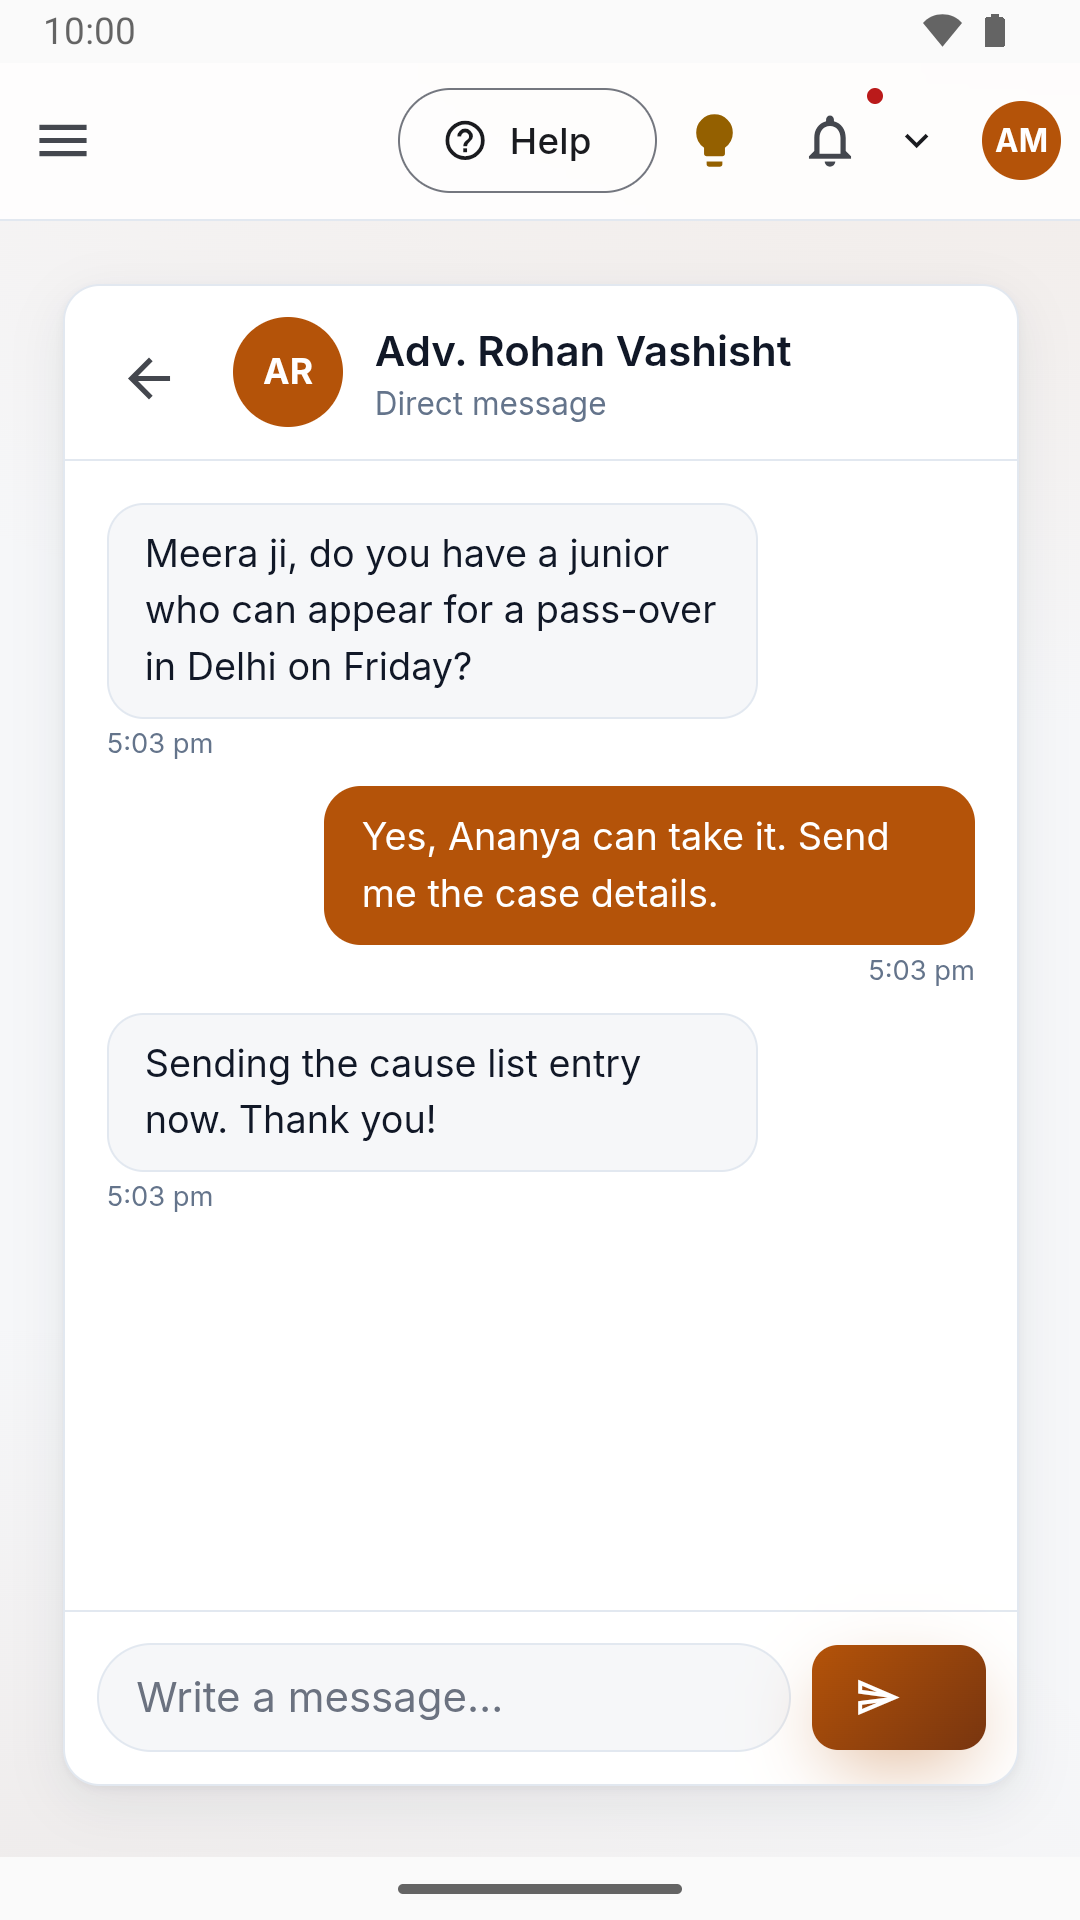 10:00
Help
AM
AR
Adv. Rohan Vashisht
Direct message
Meera ji, do you have a junior
who can appear for a pass-over
in Delhi on Friday?
5:03 pm
Yes, Ananya can take it. Send
me the case details.
5:03 pm
Sending the cause list entry
now. Thank you!
5:03 pm
Write a message...